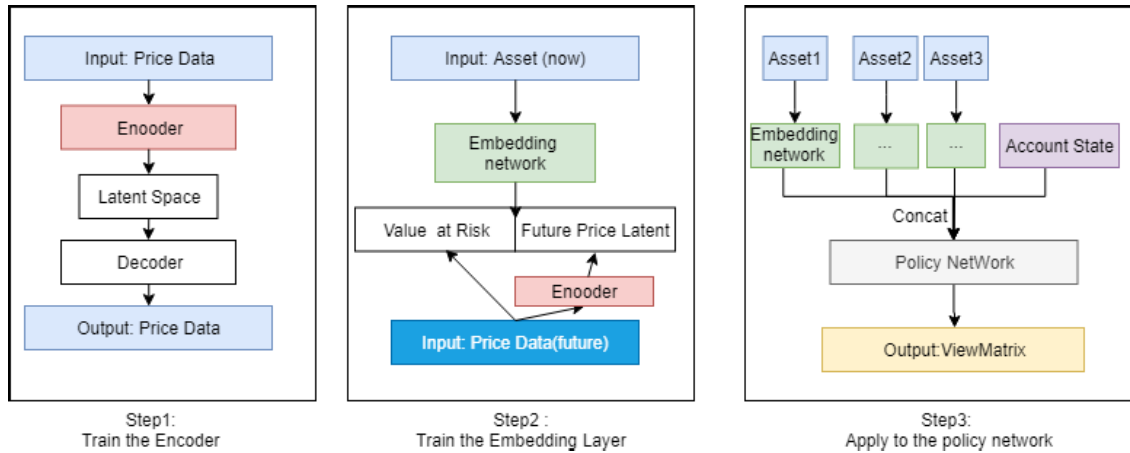 Input: Price Data
Enooder
Latent Space
Decoder
Output: Price Data
Step1:
Train the Encoder
Input: Asset (now)
Embedding
network
Value at Risk
Future Price Latent
Enooder
Input: Price Data(future)
Step2 :
Train the Embedding Layer
Asset1
Asset2
Asset3
Embedding
network
...
...
Account State
Concat
Policy NetWork
Output:ViewMatrix
Step3:
Apply to the policy network